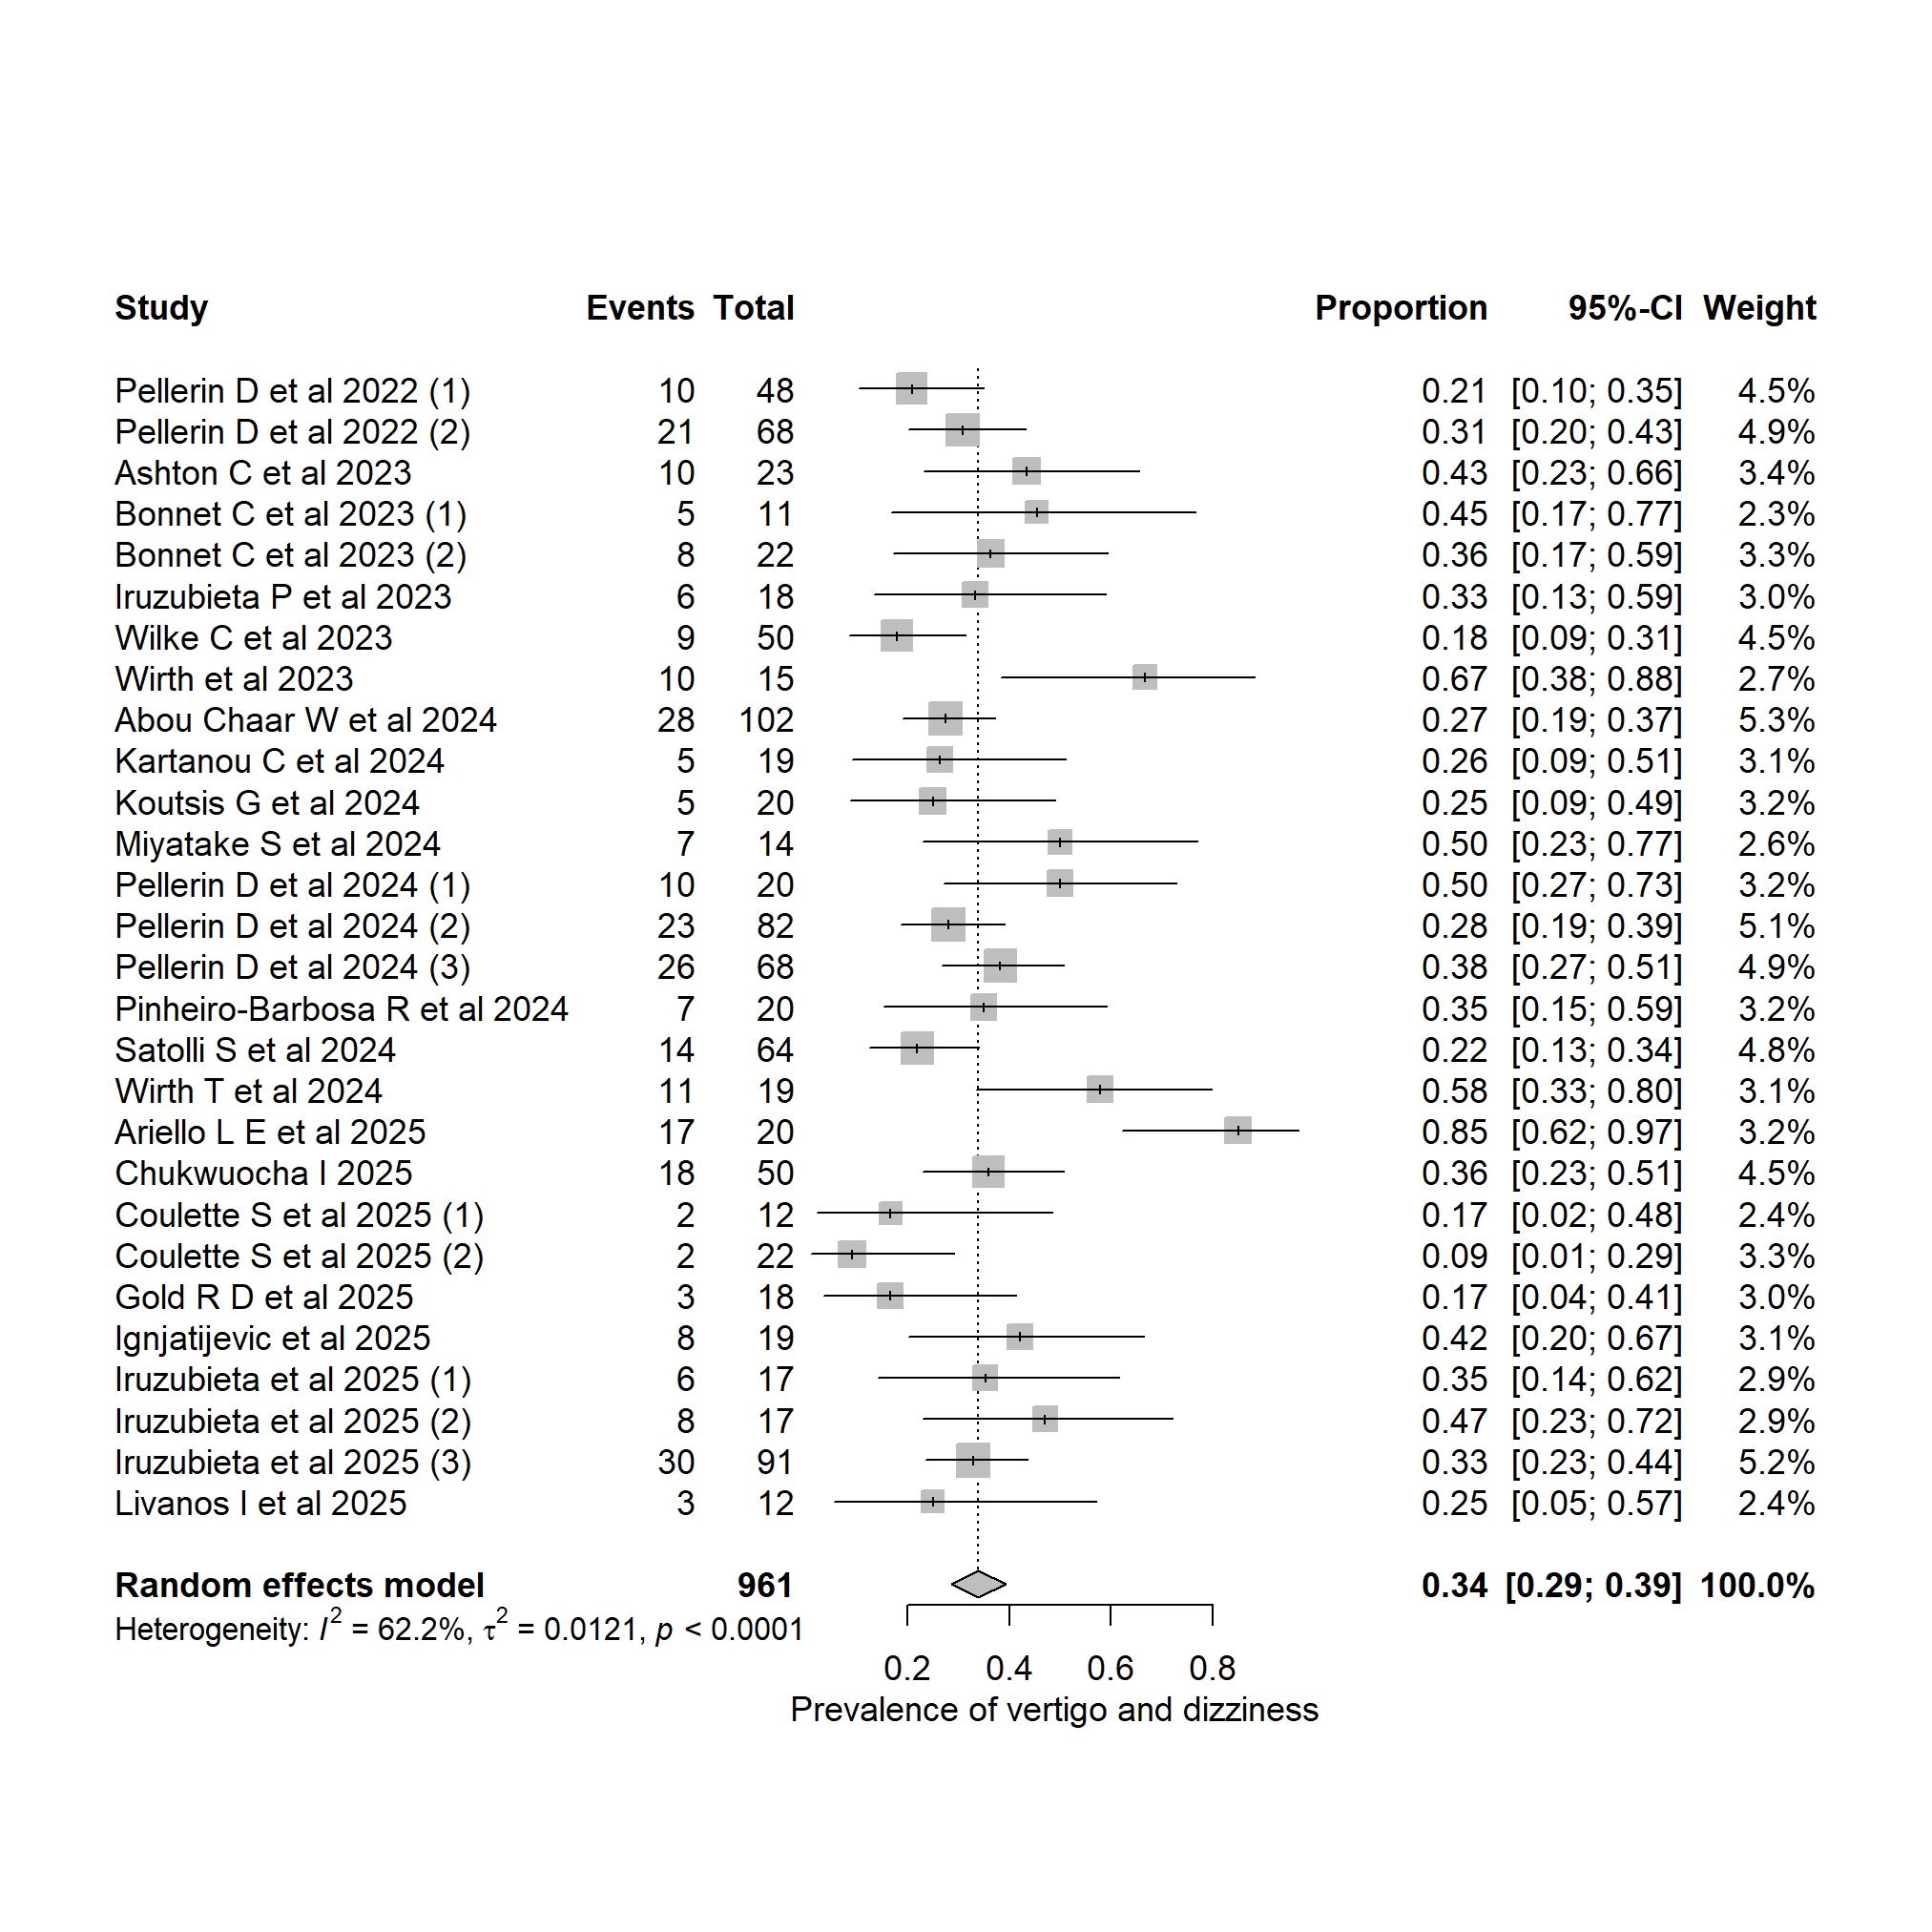 Study Events Total Proportion 95%-CI Weight
Pellerin D et al 2022 (1) 10 48 0.21 [0.10; 0.35] 4.5%
Pellerin D et al 2022 (2) 21 68 0.31 [0.20; 0.43] 4.9%
Ashton C et al 2023 10 23 0.43 [0.23; 0.66] 3.4%
Bonnet C et al 2023 (1) 5 11 0.45 [0.17; 0.77] 2.3%
Bonnet C et al 2023 (2) 8 22 0.36 [0.17; 0.59] 3.3%
Iruzubieta P et al 2023 6 18 0.33 [0.13; 0.59] 3.0%
Wilke C et al 2023 9 50 0.18 [0.09; 0.31] 4.5%
Wirth et al 2023 10 15 0.67 [0.38; 0.88] 2.7%
Abou Chaar W et al 2024 28 102 0.27 [0.19; 0.37] 5.3%
Kartanou C et al 2024 5 19 0.26 [0.09; 0.51] 3.1%
Koutsis G et al 2024 5 20 0.25 [0.09; 0.49] 3.2%
Miyatake S et al 2024 7 14 0.50 [0.23; 0.77] 2.6%
Pellerin D et al 2024 (1) 10 20 0.50 [0.27; 0.73] 3.2%
Pellerin D et al 2024 (2) 23 82 0.28 [0.19; 0.39] 5.1%
Pellerin D et al 2024 (3) 26 68 0.38 [0.27; 0.51] 4.9%
Pinheiro-Barbosa R et al 2024 7 20 0.35 [0.15; 0.59] 3.2%
Satolli S et al 2024 14 64 0.22 [0.13; 0.34] 4.8%
Wirth T et al 2024 11 19 0.58 [0.33; 0.80] 3.1%
Ariello L E et al 2025 17 20 0.85 [0.62; 0.97] 3.2%
Chukwuocha I 2025 18 50 0.36 [0.23; 0.51] 4.5%
Coulette S et al 2025 (1) 2 12 0.17 [0.02; 0.48] 2.4%
Coulette S et al 2025 (2) 2 22 0.09 [0.01; 0.29] 3.3%
Gold R D et al 2025 3 18 0.17 [0.04; 0.41] 3.0%
Ignjatijevic et al 2025 8 19 0.42 [0.20; 0.67] 3.1%
Iruzubieta et al 2025 (1) 6 17 0.35 [0.14; 0.62] 2.9%
Iruzubieta et al 2025 (2) 8 17 0.47 [0.23; 0.72] 2.9%
Iruzubieta et al 2025 (3) 30 91 0.33 [0.23; 0.44] 5.2%
Livanos I et al 2025 3 12 0.25 [0.05; 0.57] 2.4%
Random effects model 961 0.34 [0.29; 0.39] 100.0%
Heterogeneity: I² = 62.2%, τ² = 0.0121, p < 0.0001
0.2 0.4 0.6 0.8
Prevalence of vertigo and dizziness